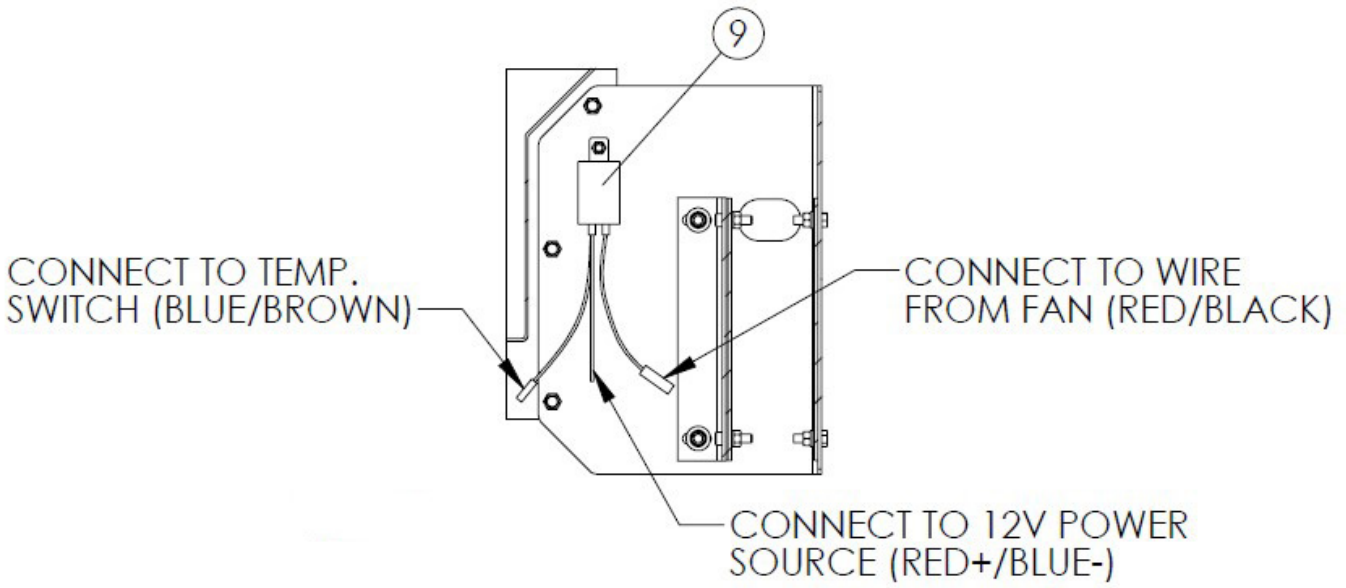 9
CONNECT TO TEMP.
SWITCH (BLUE/BROWN)
CONNECT TO WIRE
FROM FAN (RED/BLACK)
CONNECT TO 12V POWER
SOURCE (RED+/BLUE-)